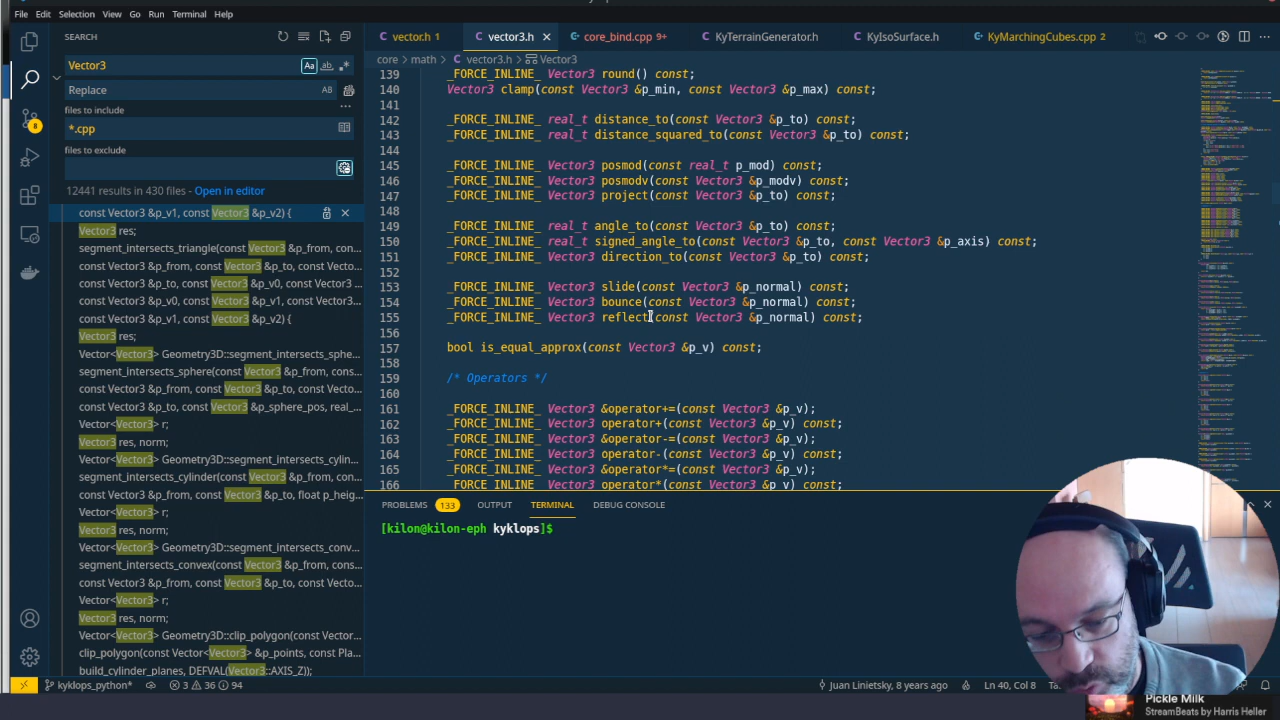 File Edit Selection View Go Run Terminal Help
SEARCH
Vector3
Aa ab .*
Replace
files to include
*.cpp
files to exclude
12441 results in 430 files - Open in editor
const Vector3 &p_v1, const Vector3 &p_v2) {
Vector3 res;
segment_intersects_triangle(const Vector3 &p_from, con...
const Vector3 &p_from, const Vector3 &p_to, const Vecto...
const Vector3 &p_to, const Vector3 &p_v0, const Vector3...
const Vector3 &p_v0, const Vector3 &p_v1, const Vector3...
const Vector3 &p_v1, const Vector3 &p_v2) {
Vector3 res;
Vector<Vector3> Geometry3D::segment_intersects_sphe...
segment_intersects_sphere(const Vector3 &p_from, cons...
const Vector3 &p_from, const Vector3 &p_to, const Vecto...
const Vector3 &p_to, const Vector3 &p_sphere_pos, real...
Vector<Vector3> r;
Vector3 res, norm;
Vector<Vector3> Geometry3D::segment_intersects_cylin...
segment_intersects_cylinder(const Vector3 &p_from, con...
const Vector3 &p_from, const Vector3 &p_to, float p_heig...
Vector<Vector3> r;
Vector3 res, norm;
Vector<Vector3> Geometry3D::segment_intersects_conv...
segment_intersects_convex(const Vector3 &p_from, cons...
const Vector3 &p_from, const Vector3 &p_to, const Vecto...
Vector<Vector3> r;
Vector3 res, norm;
Vector<Vector3> Geometry3D::clip_polygon(const Vector...
clip_polygon(const Vector<Vector3> &p_points, const Pla...
build_cylinder_planes, DEFVAL(Vector3::AXIS_Z));
vector.h 1 vector3.h core_bind.cpp 9+ KyTerrainGenerator.h KyIsoSurface.h KyMarchingCubes.cpp 2
core > math > vector3.h > Vector3
139 _FORCE_INLINE_ Vector3 round() const;
140 Vector3 clamp(const Vector3 &p_min, const Vector3 &p_max) const;
141
142 _FORCE_INLINE_ real_t distance_to(const Vector3 &p_to) const;
143 _FORCE_INLINE_ real_t distance_squared_to(const Vector3 &p_to) const;
144
145 _FORCE_INLINE_ Vector3 posmod(const real_t p_mod) const;
146 _FORCE_INLINE_ Vector3 posmodv(const Vector3 &p_modv) const;
147 _FORCE_INLINE_ Vector3 project(const Vector3 &p_to) const;
148
149 _FORCE_INLINE_ real_t angle_to(const Vector3 &p_to) const;
150 _FORCE_INLINE_ real_t signed_angle_to(const Vector3 &p_to, const Vector3 &p_axis) const;
151 _FORCE_INLINE_ Vector3 direction_to(const Vector3 &p_to) const;
152
153 _FORCE_INLINE_ Vector3 slide(const Vector3 &p_normal) const;
154 _FORCE_INLINE_ Vector3 bounce(const Vector3 &p_normal) const;
155 _FORCE_INLINE_ Vector3 reflect(const Vector3 &p_normal) const;
156
157 bool is_equal_approx(const Vector3 &p_v) const;
158
159 /* Operators */
160
161 _FORCE_INLINE_ Vector3 &operator+=(const Vector3 &p_v);
162 _FORCE_INLINE_ Vector3 operator+(const Vector3 &p_v) const;
163 _FORCE_INLINE_ Vector3 &operator-=(const Vector3 &p_v);
164 _FORCE_INLINE_ Vector3 operator-(const Vector3 &p_v) const;
165 _FORCE_INLINE_ Vector3 &operator*=(const Vector3 &p_v);
166 _FORCE_INLINE_ Vector3 operator*(const Vector3 &p_v) const;
PROBLEMS 133 OUTPUT TERMINAL DEBUG CONSOLE
[kilon@kilon-eph kyklops]$
8
kyklops_python* 3 36 94
Juan Linietsky, 8 years ago Ln 40, Col 8
Pickle Milk
StreamBeats by Harris Heller